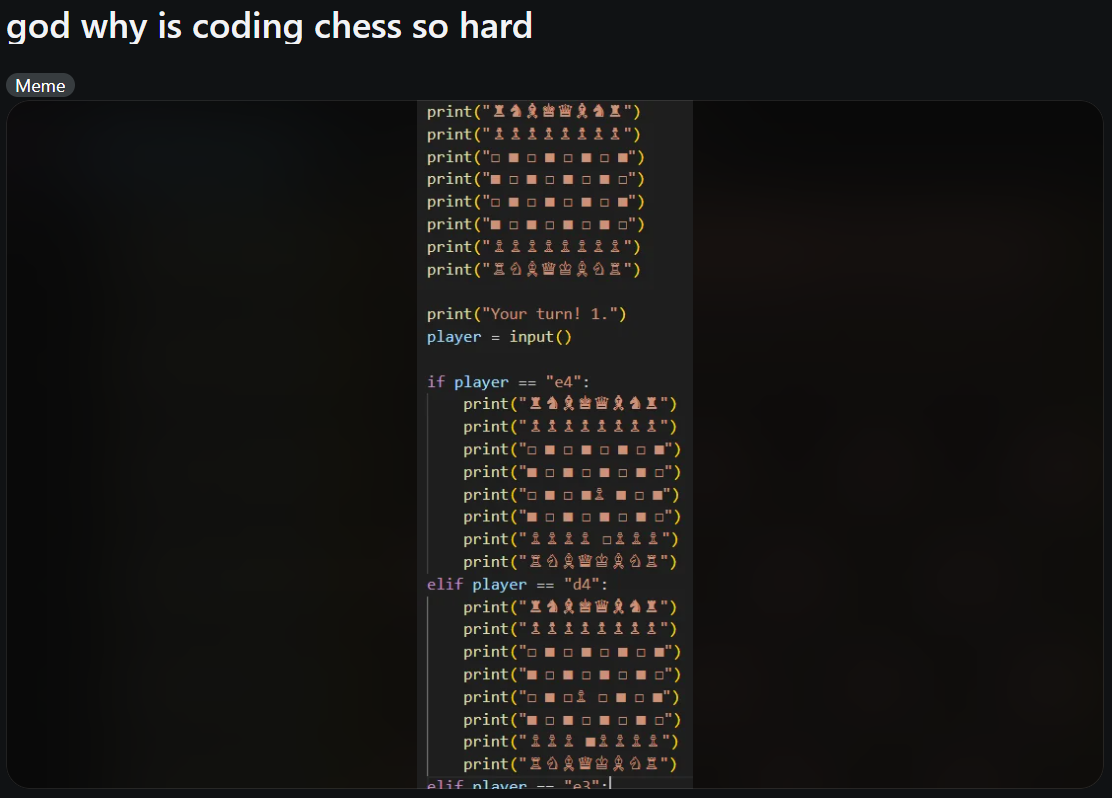 god why is coding chess so hard
Meme
print("♜♞♝♚♛♝♞♜")
print("♟♟♟♟♟♟♟♟")
print("□ ■ □ ■ □ ■ □ ■")
print("■ □ ■ □ ■ □ ■ □")
print("□ ■ □ ■ □ ■ □ ■")
print("■ □ ■ □ ■ □ ■ □")
print("♙♙♙♙♙♙♙♙")
print("♖♘♗♕♔♗♘♖")
print("Your turn! 1.")
player = input()
if player == "e4":
print("♜♞♝♚♛♝♞♜")
print("♟♟♟♟♟♟♟♟")
print("□ ■ □ ■ □ ■ □ ■")
print("■ □ ■ □ ■ □ ■ □")
print("□ ■ □ ■♙ ■ □ ■")
print("■ □ ■ □ ■ □ ■ □")
print("♙♙♙♙ □♙♙♙")
print("♖♘♗♕♔♗♘♖")
elif player == "d4":
print("♜♞♝♚♛♝♞♜")
print("♟♟♟♟♟♟♟♟")
print("□ ■ □ ■ □ ■ □ ■")
print("■ □ ■ □ ■ □ ■ □")
print("□ ■ □♙ □ ■ □ ■")
print("■ □ ■ □ ■ □ ■ □")
print("♙♙♙ ■♙♙♙♙")
print("♖♘♗♕♔♗♘♖")
elif player == "e3":